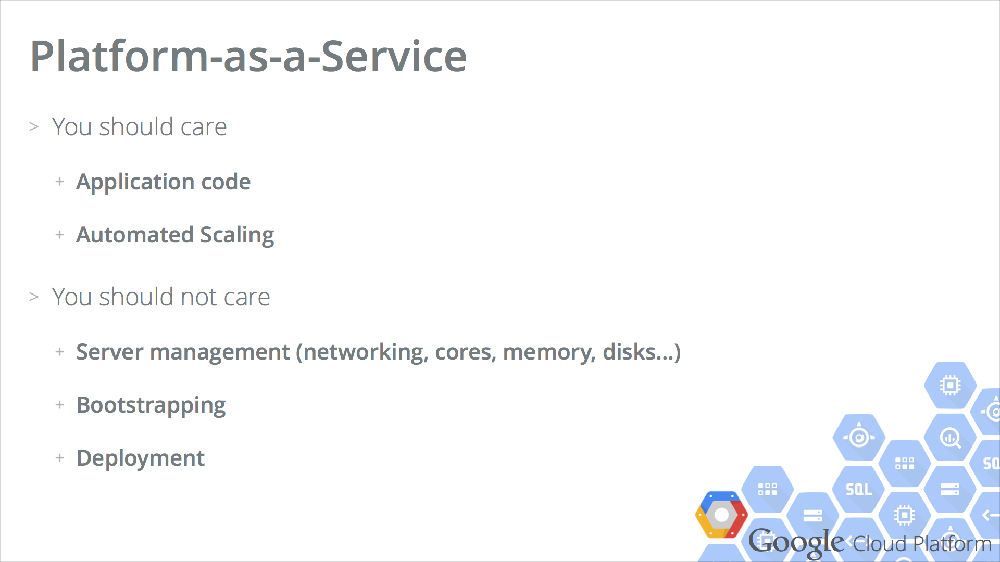 Platform-as-a-Service
> You should care
+ Application code
+ Automated Scaling
> You should not care
+ Server management (networking, cores, memory, disks...)
+ Bootstrapping
+ Deployment
SQL
SQ
Google Cloud Platform